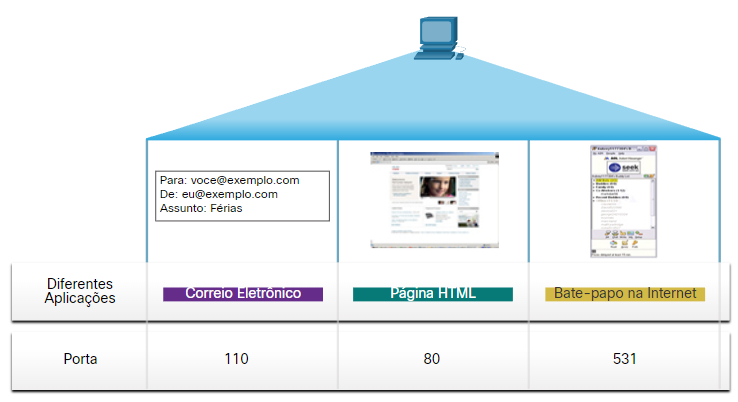 Para: voce@exemplo.com
De: eu@exemplo.com
Assunto: Férias
seek
Diferentes
Aplicações
Correio Eletrônico
Página HTML
Bate-papo na Internet
Porta
110
80
531